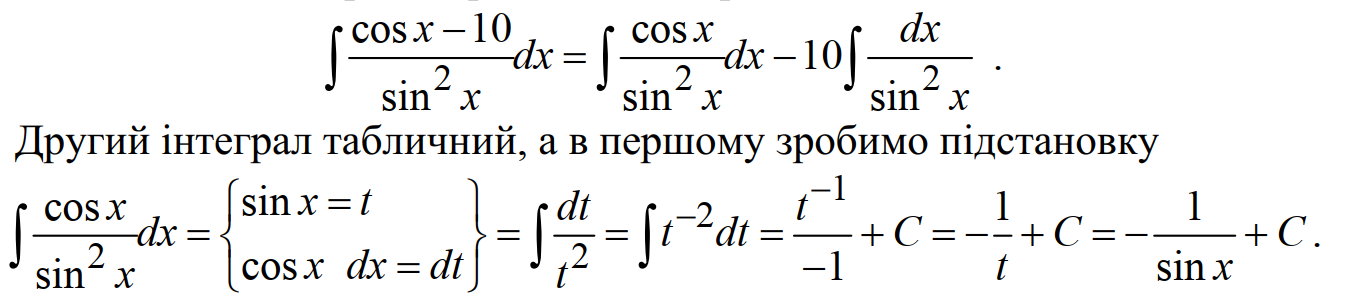 ∫ (cos x − 10)/(sin² x) dx = ∫ (cos x)/(sin² x) dx − 10 ∫ dx/(sin² x) .
Другий інтеграл табличний, а в першому зробимо підстановку
∫ (cos x)/(sin² x) dx = { sin x = t cos x dx = dt } = ∫ dt/t² = ∫ t⁻² dt = t⁻¹/(−1) + C = − 1/t + C = − 1/(sin x) + C .